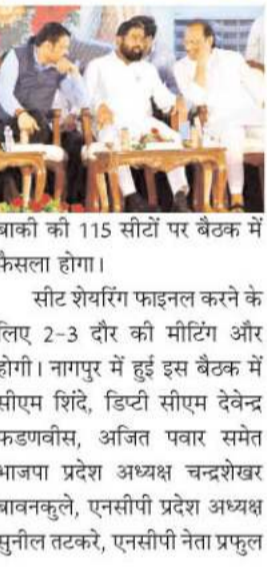 बाकी की 115 सीटों पर बैठक में
फैसला होगा।
सीट शेयरिंग फाइनल करने के
लिए 2-3 दौर की मीटिंग और
होगी। नागपुर में हुई इस बैठक में
सीएम शिंदे, डिप्टी सीएम देवेन्द्र
फडणवीस, अजित पवार समेत
भाजपा प्रदेश अध्यक्ष चन्द्रशेखर
बावनकुले, एनसीपी प्रदेश अध्यक्ष
सुनील तटकरे, एनसीपी नेता प्रफुल